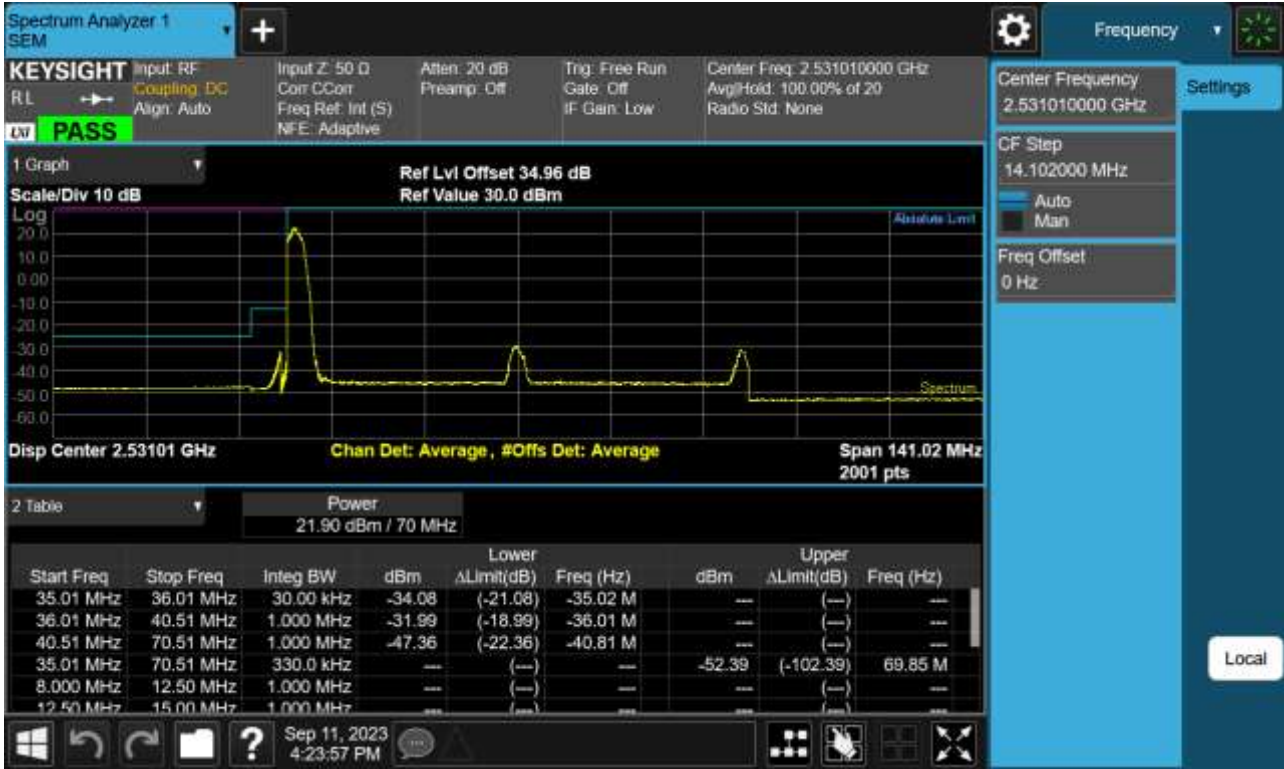 Spectrum Analyzer 1
SEM
+
Frequency
KEYSIGHT
RL
LXI PASS
Input: RF
Coupling: DC
Align: Auto
Input Z: 50 Ω
Corr CCorr
Freq Ref: Int (S)
NFE: Adaptive
Atten: 20 dB
Preamp: Off
Trig: Free Run
Gate: Off
IF Gain: Low
Center Freq: 2.531010000 GHz
Avg|Hold: 100.00% of 20
Radio Std: None
Center Frequency
2.531010000 GHz
Settings
CF Step
14.102000 MHz
Auto
Man
Freq Offset
0 Hz
Local
1 Graph
Scale/Div 10 dB
Ref Lvl Offset 34.96 dB
Ref Value 30.0 dBm
Log
Absolute Limit
20.0
10.0
0.00
-10.0
-20.0
-30.0
-40.0
-50.0
-60.0
Spectrum
Disp Center 2.53101 GHz
Chan Det: Average, #Offs Det: Average
Span 141.02 MHz
2001 pts
2 Table
Power
21.90 dBm / 70 MHz
Lower Upper
Start Freq Stop Freq Integ BW dBm ΔLimit(dB) Freq (Hz) dBm ΔLimit(dB) Freq (Hz)
35.01 MHz 36.01 MHz 30.00 kHz -34.08 (-21.08) -35.02 M --- (---) ---
36.01 MHz 40.51 MHz 1.000 MHz -31.99 (-18.99) -36.01 M --- (---) ---
40.51 MHz 70.51 MHz 1.000 MHz -47.36 (-22.36) -40.81 M --- (---) ---
35.01 MHz 70.51 MHz 330.0 kHz --- (---) --- -52.39 (-102.39) 69.85 M
8.000 MHz 12.50 MHz 1.000 MHz --- (---) --- --- (---) ---
12.50 MHz 15.00 MHz 1.000 MHz --- (---) --- --- (---) ---
?
Sep 11, 2023
4:23:57 PM